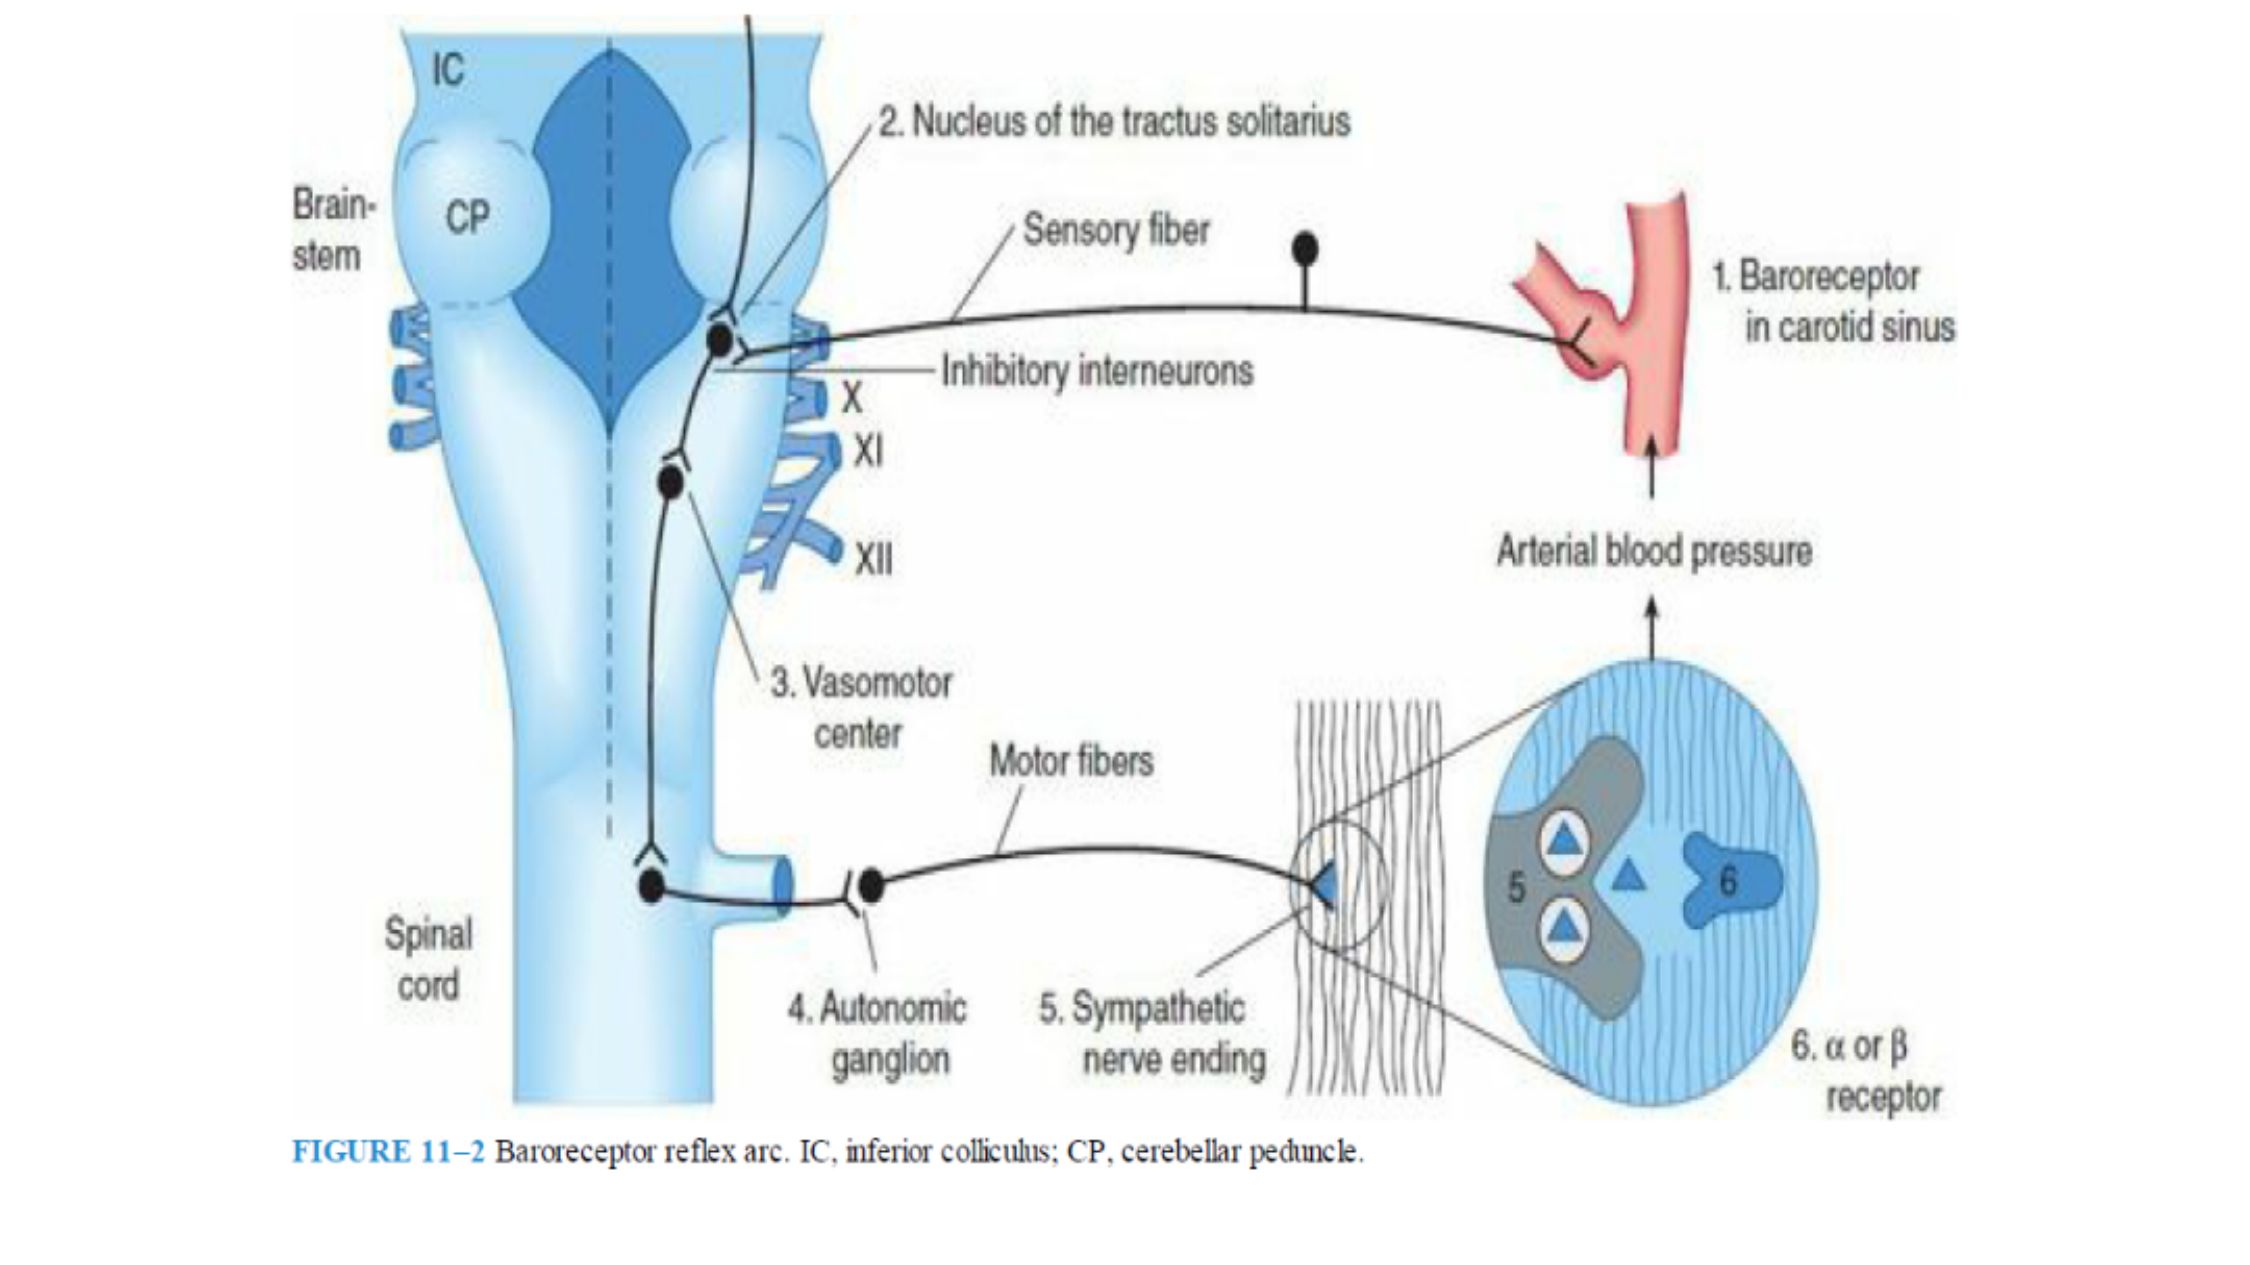 IC
2. Nucleus of the tractus solitarius
Brain-
stem
CP
Sensory fiber
1. Baroreceptor
in carotid sinus
Inhibitory interneurons
X
XI
XII
Arterial blood pressure
3. Vasomotor
center
Motor fibers
5
6
Spinal
cord
4. Autonomic
ganglion
5. Sympathetic
nerve ending
6. α or β
receptor
FIGURE 11–2 Baroreceptor reflex arc. IC, inferior colliculus; CP, cerebellar peduncle.